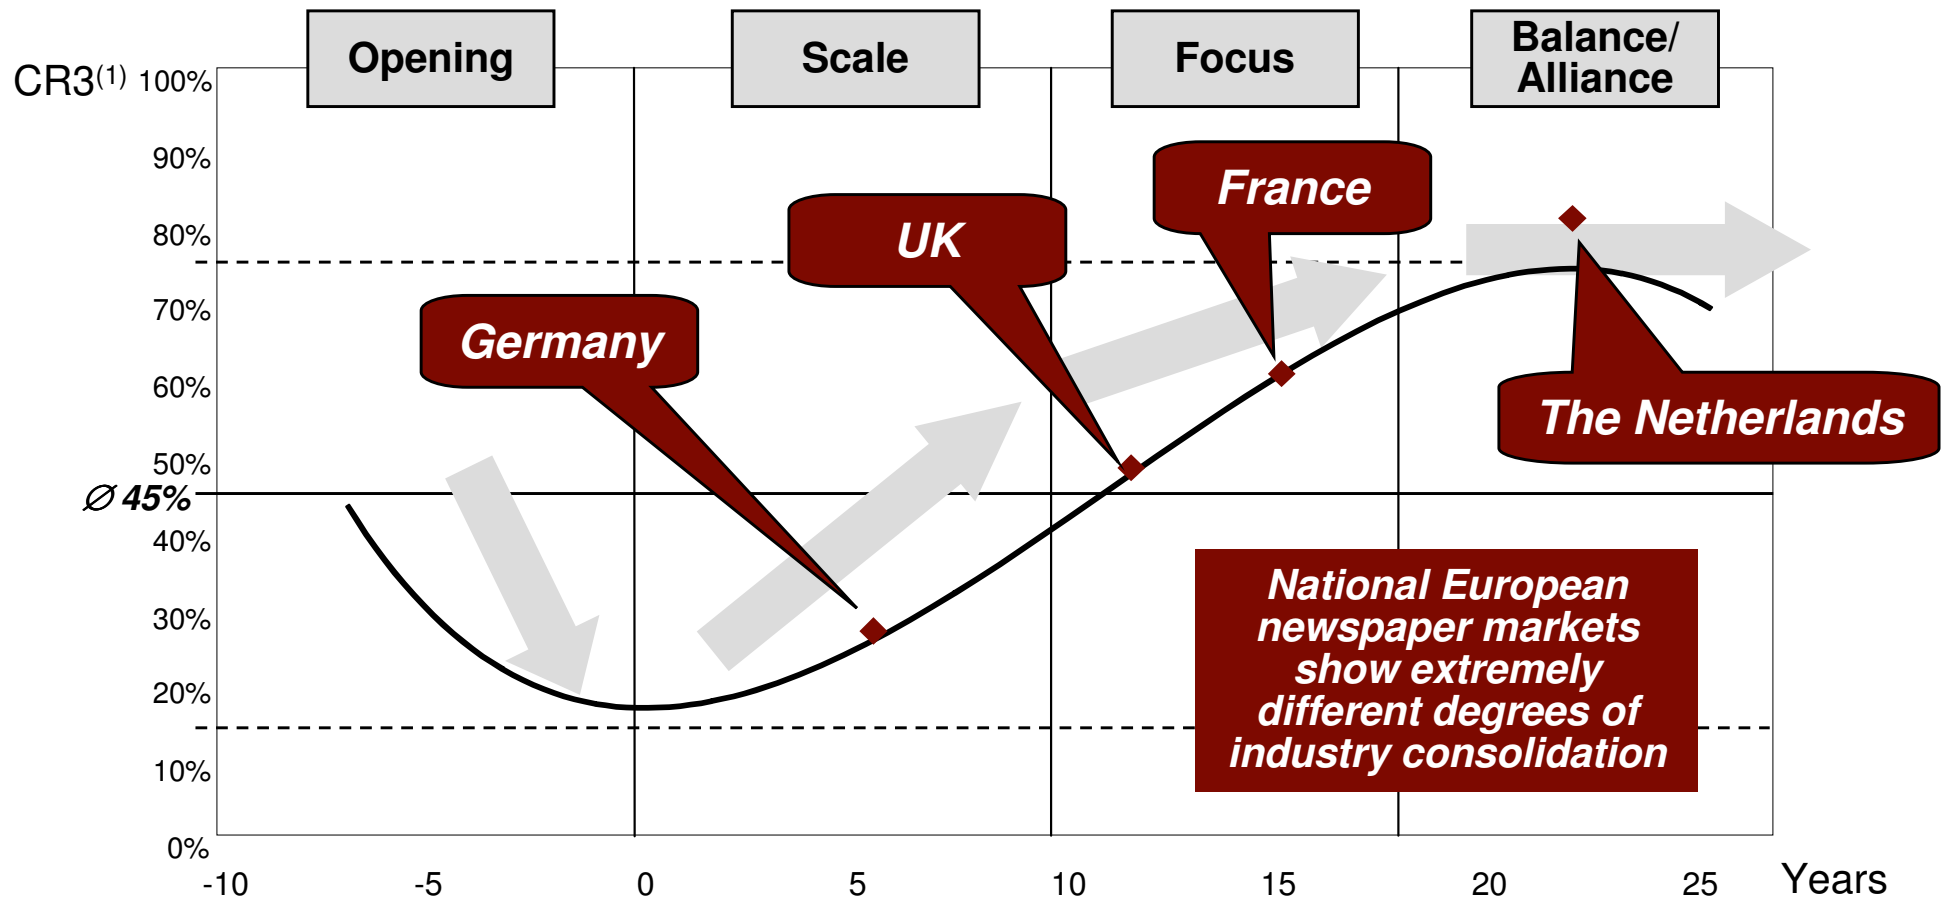 Opening
Scale
Focus
Balance/
Alliance
CR3(1)
100%
90%
80%
70%
60%
50%
Ø 45%
40%
30%
20%
10%
0%
France
UK
Germany
The Netherlands
National European
newspaper markets
show extremely
different degrees of
industry consolidation
-10
-5
0
5
10
15
20
25
Years